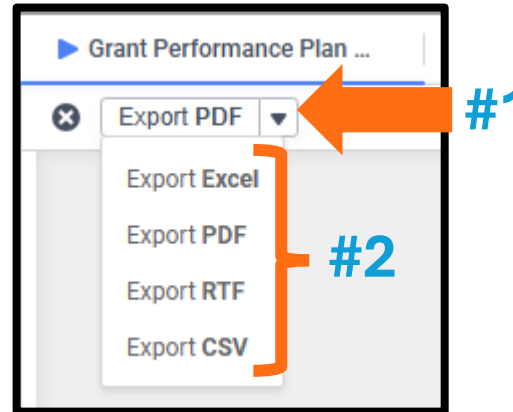 Grant Performance Plan ...
Export PDF
#1
Export Excel
Export PDF
#2
Export RTF
Export CSV